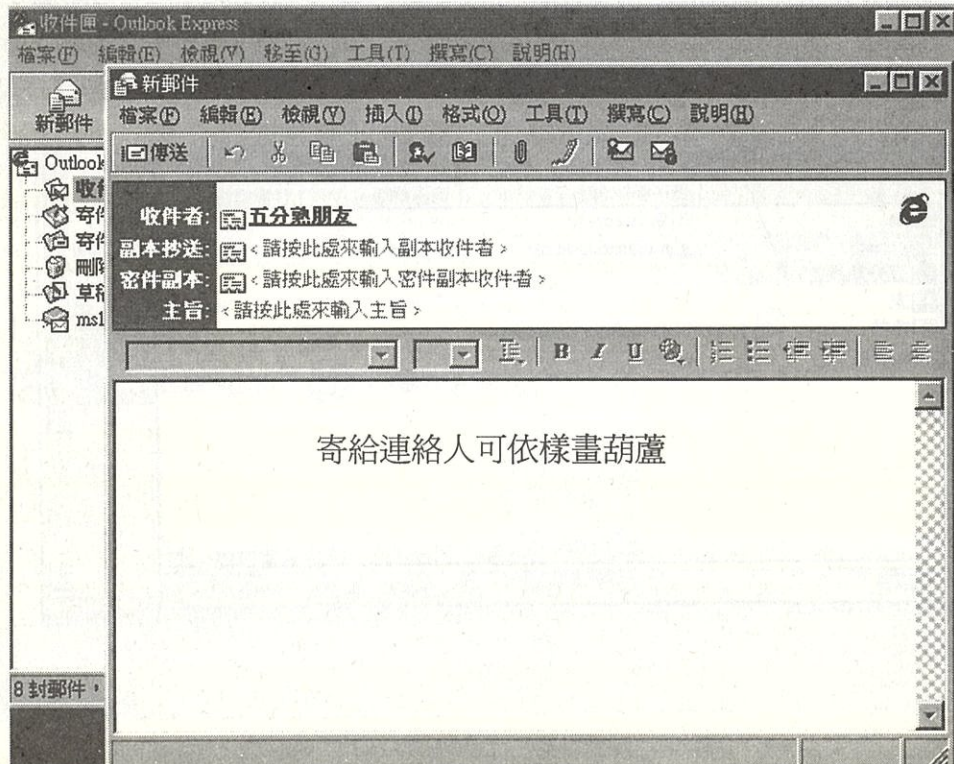 收件匣 - Outlook Express
檔案(F) 編輯(E) 檢視(V) 移至(G) 工具(T) 撰寫(C) 說明(H)
新郵件
新郵件
檔案(F) 編輯(E) 檢視(V) 插入(I) 格式(O) 工具(T) 撰寫(C) 說明(H)
傳送
Outlook
收件
寄件
寄件
刪除
草稿
ms1
收件者: 五分熟朋友
副本抄送: <請按此處來輸入副本收件者>
密件副本: <請按此處來輸入密件副本收件者>
主旨: <請按此處來輸入主旨>
B I U
寄給連絡人可依樣畫葫蘆
8 封郵件，